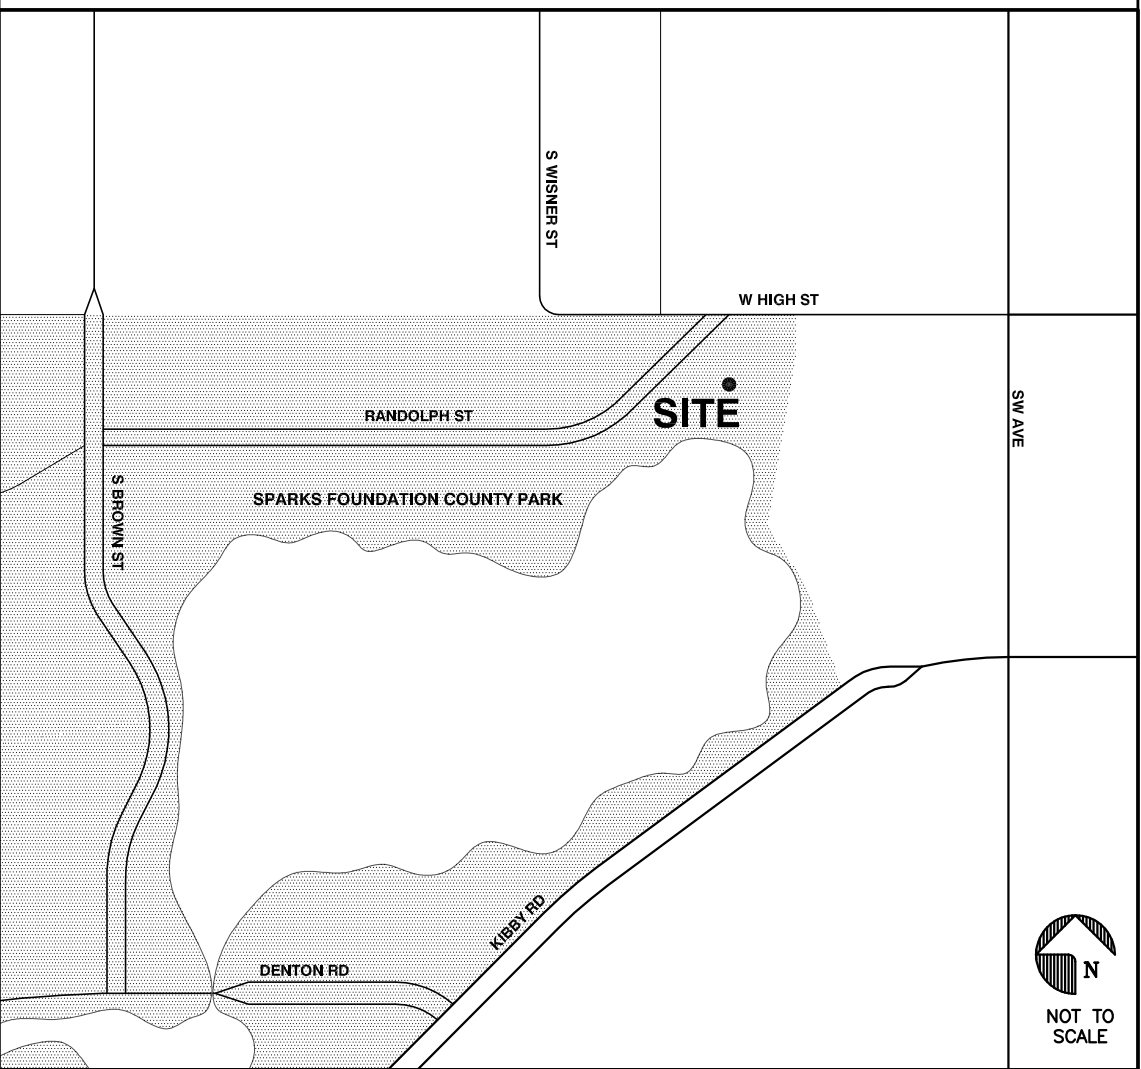 S WISNER ST
W HIGH ST
SITE
RANDOLPH ST
SW AVE
S BROWN ST
SPARKS FOUNDATION COUNTY PARK
KIBBY RD
DENTON RD
N
NOT TO
SCALE